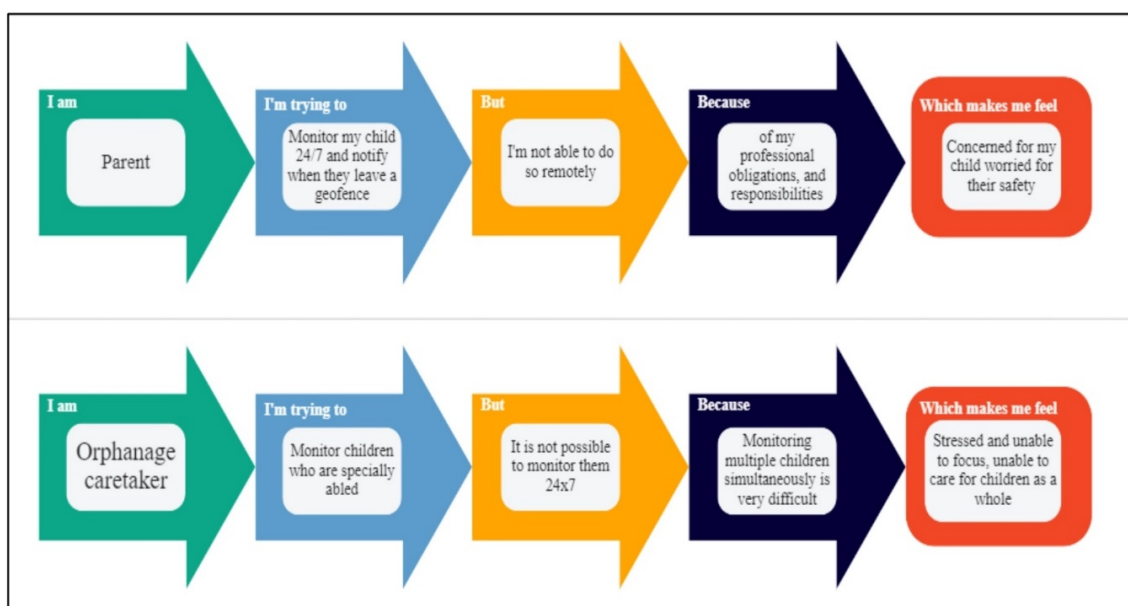 I am
Parent
I'm trying to
Monitor my child
24/7 and notify
when they leave a
geofence
But
I'm not able to do
so remotely
Because
of my
professional
obligations, and
responsibilities
Which makes me feel
Concerned for my
child worried for
their safety
I am
Orphanage
caretaker
I'm trying to
Monitor children
who are specially
abled
But
It is not possible
to monitor them
24x7
Because
Monitoring
multiple children
simultaneously is
very difficult
Which makes me feel
Stressed and unable
to focus, unable to
care for children as a
whole